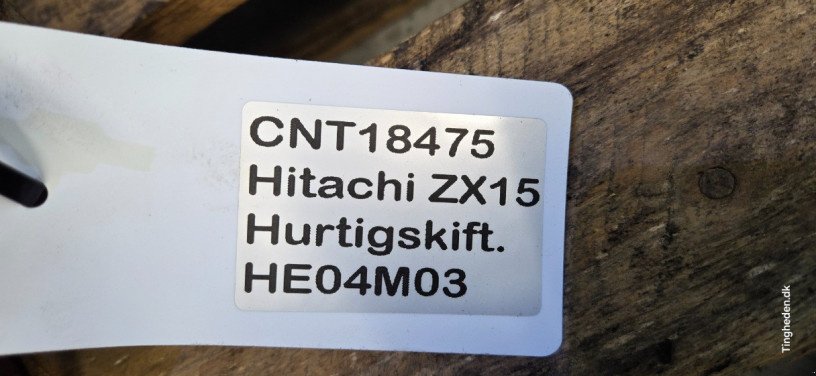 CNT18475
Hitachi ZX15
Hurtigskift.
HE04M03
Tingheden.dk